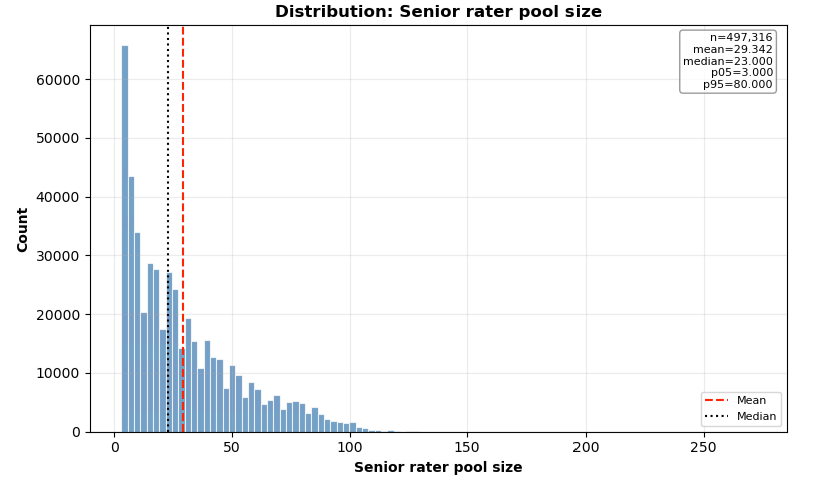 Distribution: Senior rater pool size
n=497,316
mean=29.342
median=23.000
p05=3.000
p95=80.000
60000
50000
40000
30000
20000
10000
0
Count
0 50 100 150 200 250
Senior rater pool size
Mean
Median